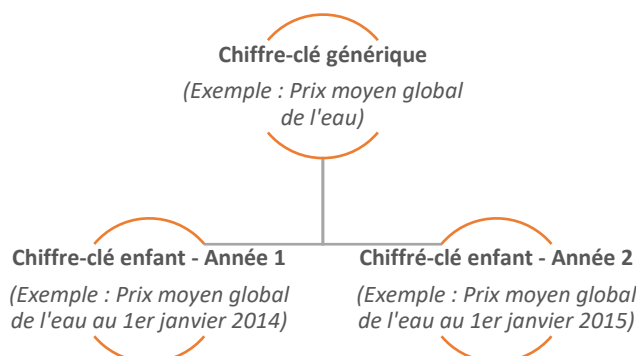 Chiffre-clé générique
(Exemple : Prix moyen global
de l'eau)
Chiffre-clé enfant - Année 1
(Exemple : Prix moyen global
de l'eau au 1er janvier 2014)
Chiffré-clé enfant - Année 2
(Exemple : Prix moyen global
de l'eau au 1er janvier 2015)